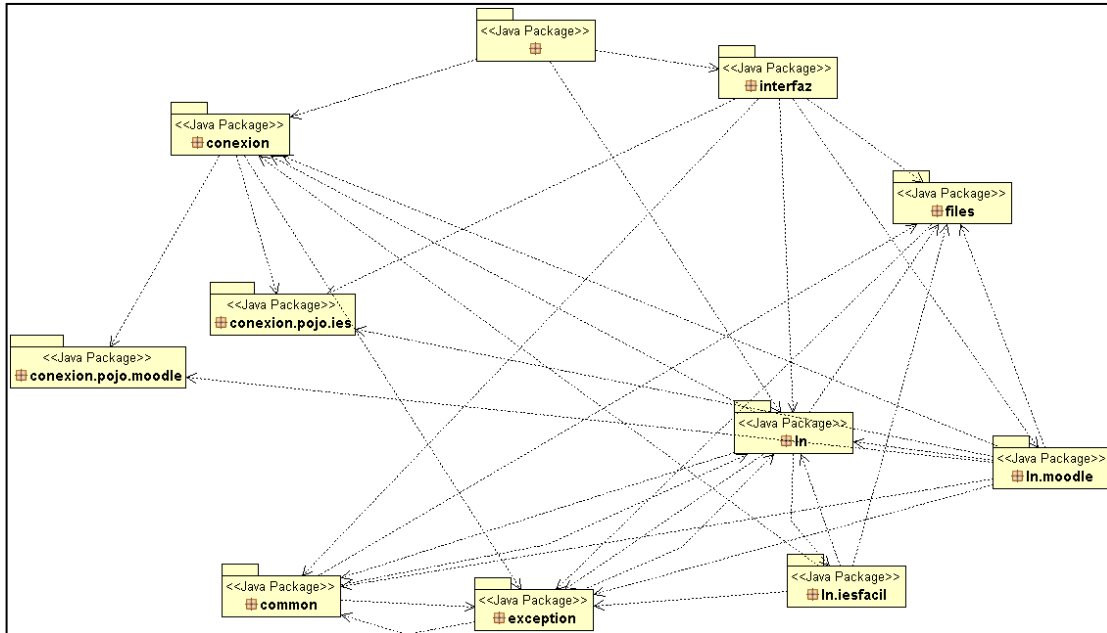 <<Java Package>>
<<Java Package>>
interfaz
<<Java Package>>
conexion
<<Java Package>>
files
<<Java Package>>
conexion.pojo.ies
<<Java Package>>
conexion.pojo.moodle
<<Java Package>>
ln
<<Java Package>>
ln.moodle
<<Java Package>>
common
<<Java Package>>
exception
<<Java Package>>
ln.iesfacil